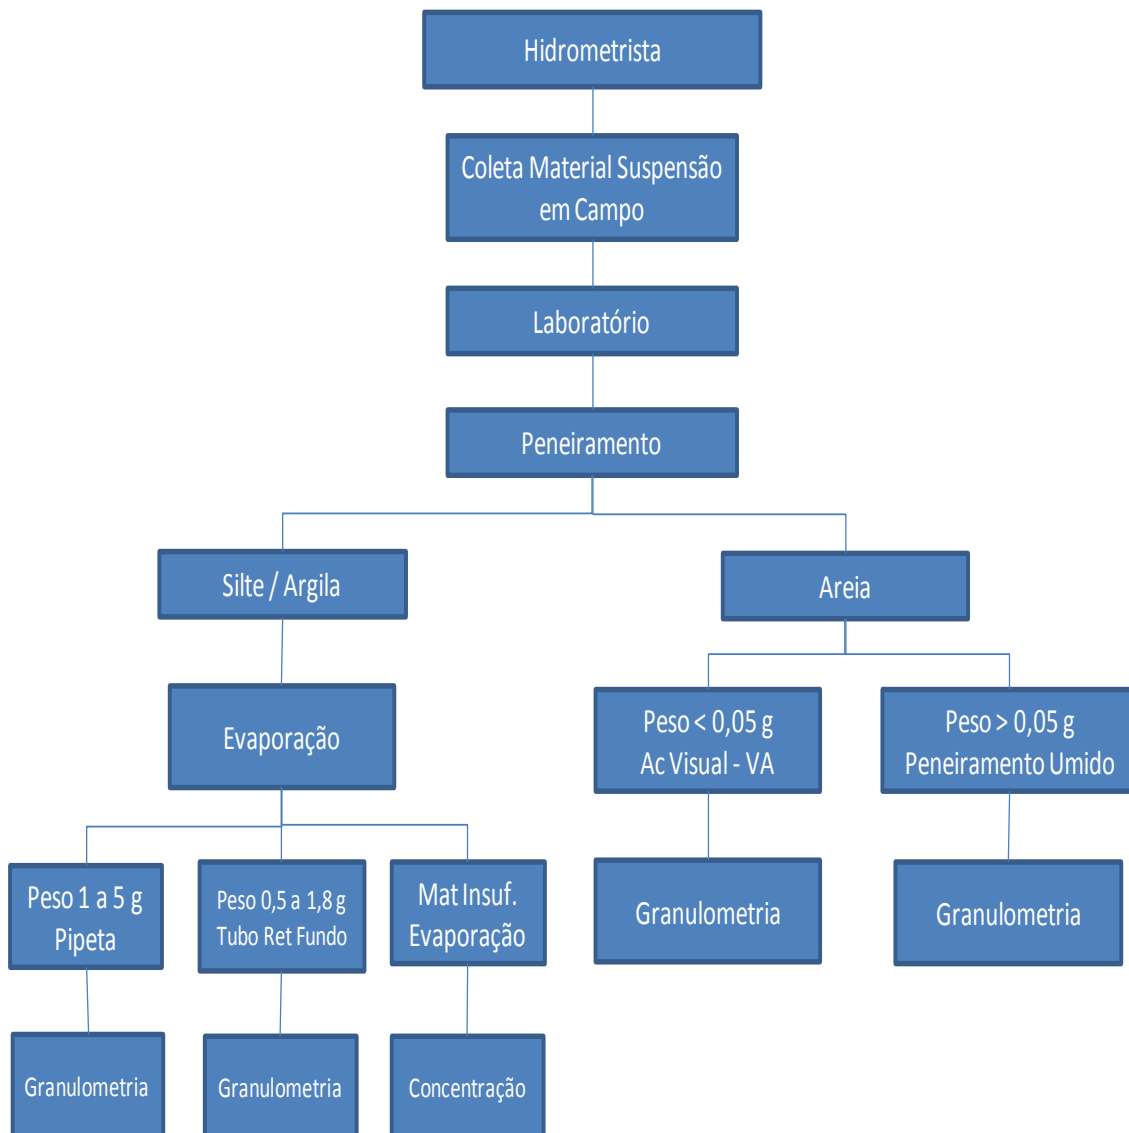 Hidrometrista
Coleta Material Suspensão
em Campo
Laboratório
Peneiramento
Silte / Argila
Areia
Evaporação
Peso < 0,05 g
Ac Visual - VA
Peso > 0,05 g
Peneiramento Umido
Peso 1 a 5 g
Pipeta
Peso 0,5 a 1,8 g
Tubo Ret Fundo
Mat Insuf.
Evaporação
Granulometria
Granulometria
Granulometria
Granulometria
Concentração